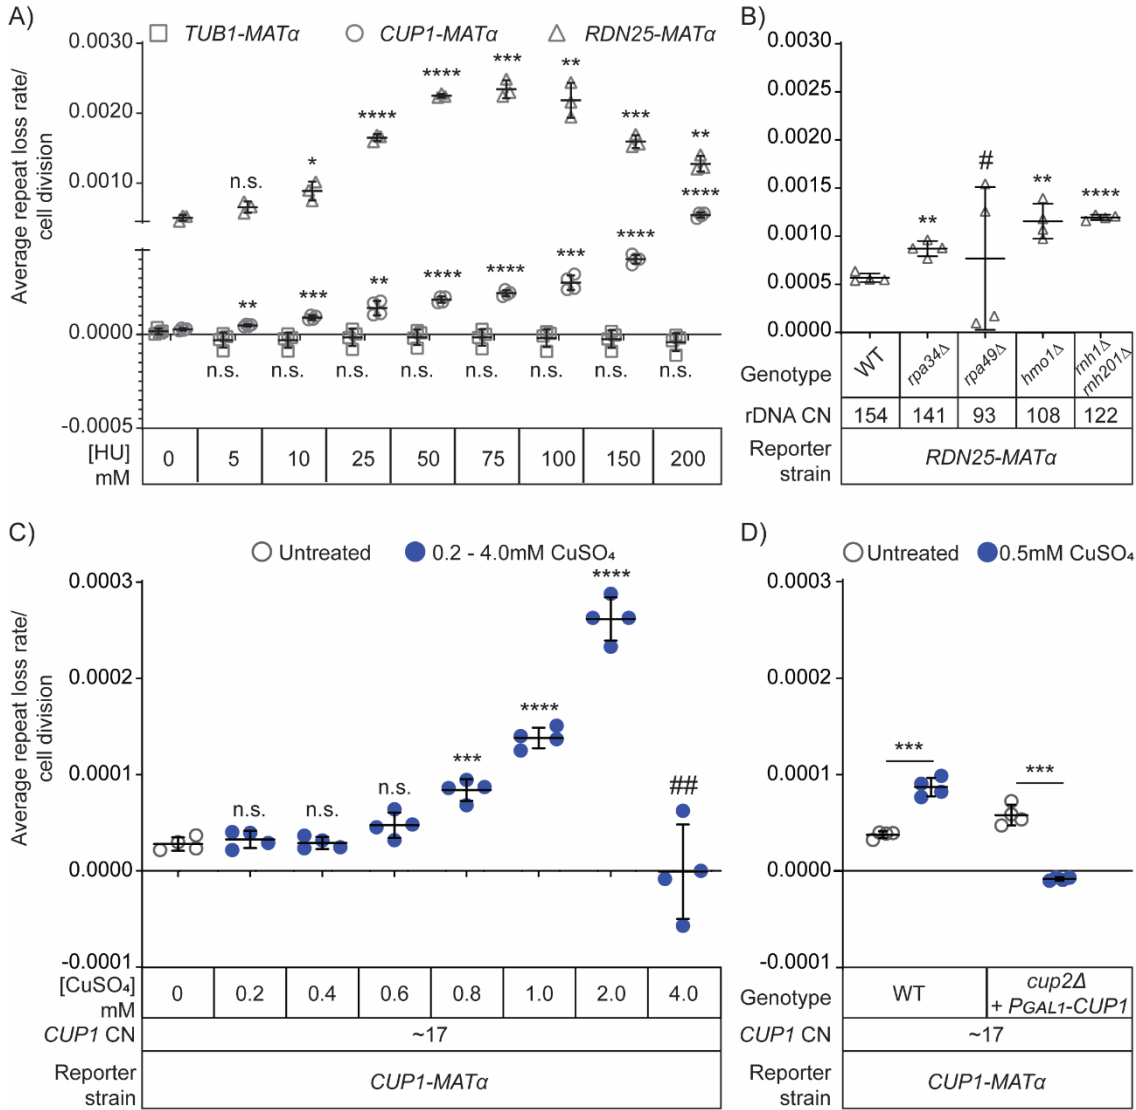 A)
TUB1-MATα CUP1-MATα RDN25-MATα
Average repeat loss rate/
cell division
0.0030
0.0020
0.0010
0.0000
-0.0005
n.s. * **** **** *** ** *** **
** *** ** **** **** *** **** ****
n.s. n.s. n.s. n.s. n.s. n.s. n.s. n.s.
[HU]
mM
0 5 10 25 50 75 100 150 200
B)
0.0030
0.0025
0.0020
0.0015
0.0010
0.0005
0.0000
** # ** ****
Genotype WT rpa34Δ rpa49Δ hmo1Δ rnh1Δ
rnh201Δ
rDNA CN 154 141 93 108 122
Reporter
strain
RDN25-MATα
C)
Untreated 0.2 - 4.0mM CuSO₄
Average repeat loss rate/
cell division
0.0003
0.0002
0.0001
0.0000
-0.0001
n.s. n.s. n.s. *** **** **** ##
[CuSO₄]
mM
0 0.2 0.4 0.6 0.8 1.0 2.0 4.0
CUP1 CN ~17
Reporter
strain
CUP1-MATα
D)
Untreated 0.5mM CuSO₄
0.0003
0.0002
0.0001
0.0000
-0.0001
*** ***
Genotype WT cup2Δ
+ PGAL1-CUP1
CUP1 CN ~17
Reporter
strain
CUP1-MATα